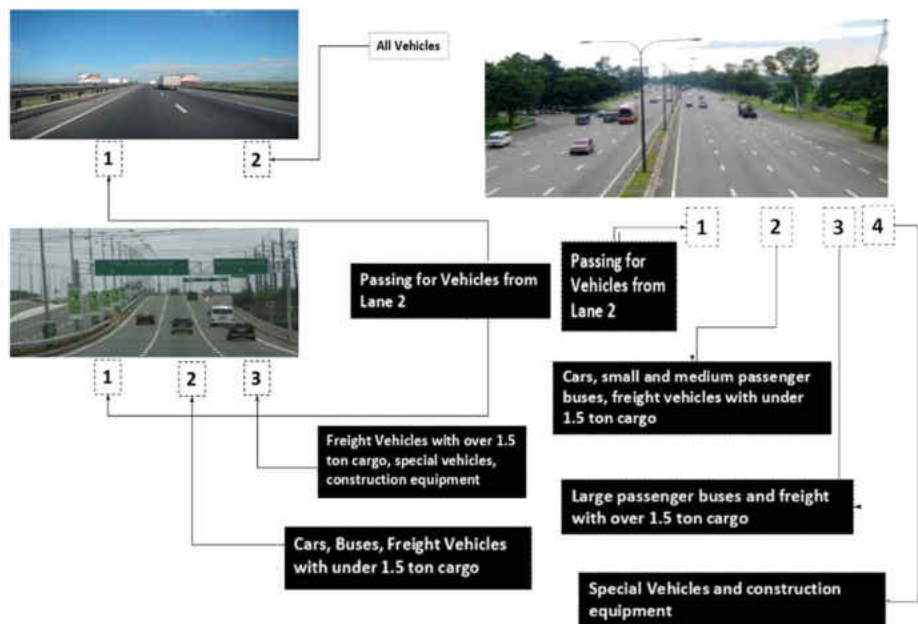 All Vehicles
1
2
Passing for Vehicles from
Lane 2
1
2
3
Freight Vehicles with over 1.5
ton cargo, special vehicles,
construction equipment
Cars, Buses, Freight Vehicles
with under 1.5 ton cargo
1
2
3
4
Passing for
Vehicles from
Lane 2
Cars, small and medium passenger
buses, freight vehicles with under
1.5 ton cargo
Large passenger buses and freight
with over 1.5 ton cargo
Special Vehicles and construction
equipment